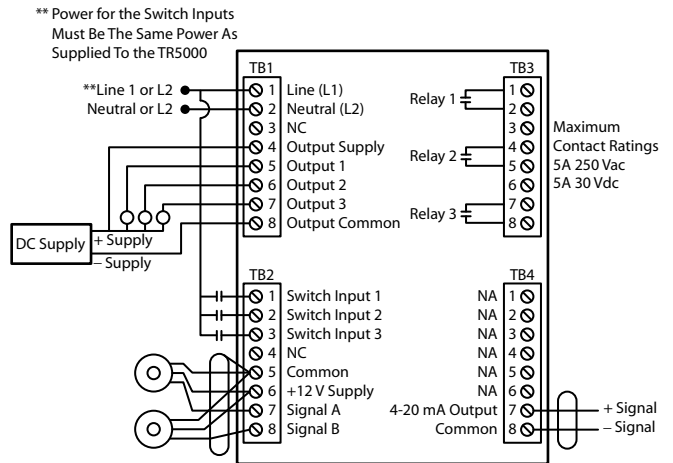 ** Power for the Switch Inputs
Must Be The Same Power As
Supplied To the TR5000
**Line 1 or L2
Neutral or L2
DC Supply
+ Supply
– Supply
TB1
1 Line (L1)
2 Neutral (L2)
3 NC
4 Output Supply
5 Output 1
6 Output 2
7 Output 3
8 Output Common
TB3
Relay 1
Relay 2
Relay 3
1
2
3
4
5
6
7
8
Maximum
Contact Ratings
5A 250 Vac
5A 30 Vdc
TB2
1 Switch Input 1
2 Switch Input 2
3 Switch Input 3
4 NC
5 Common
6 +12 V Supply
7 Signal A
8 Signal B
TB4
NA 1
NA 2
NA 3
NA 4
NA 5
NA 6
4-20 mA Output 7
Common 8
+ Signal
– Signal